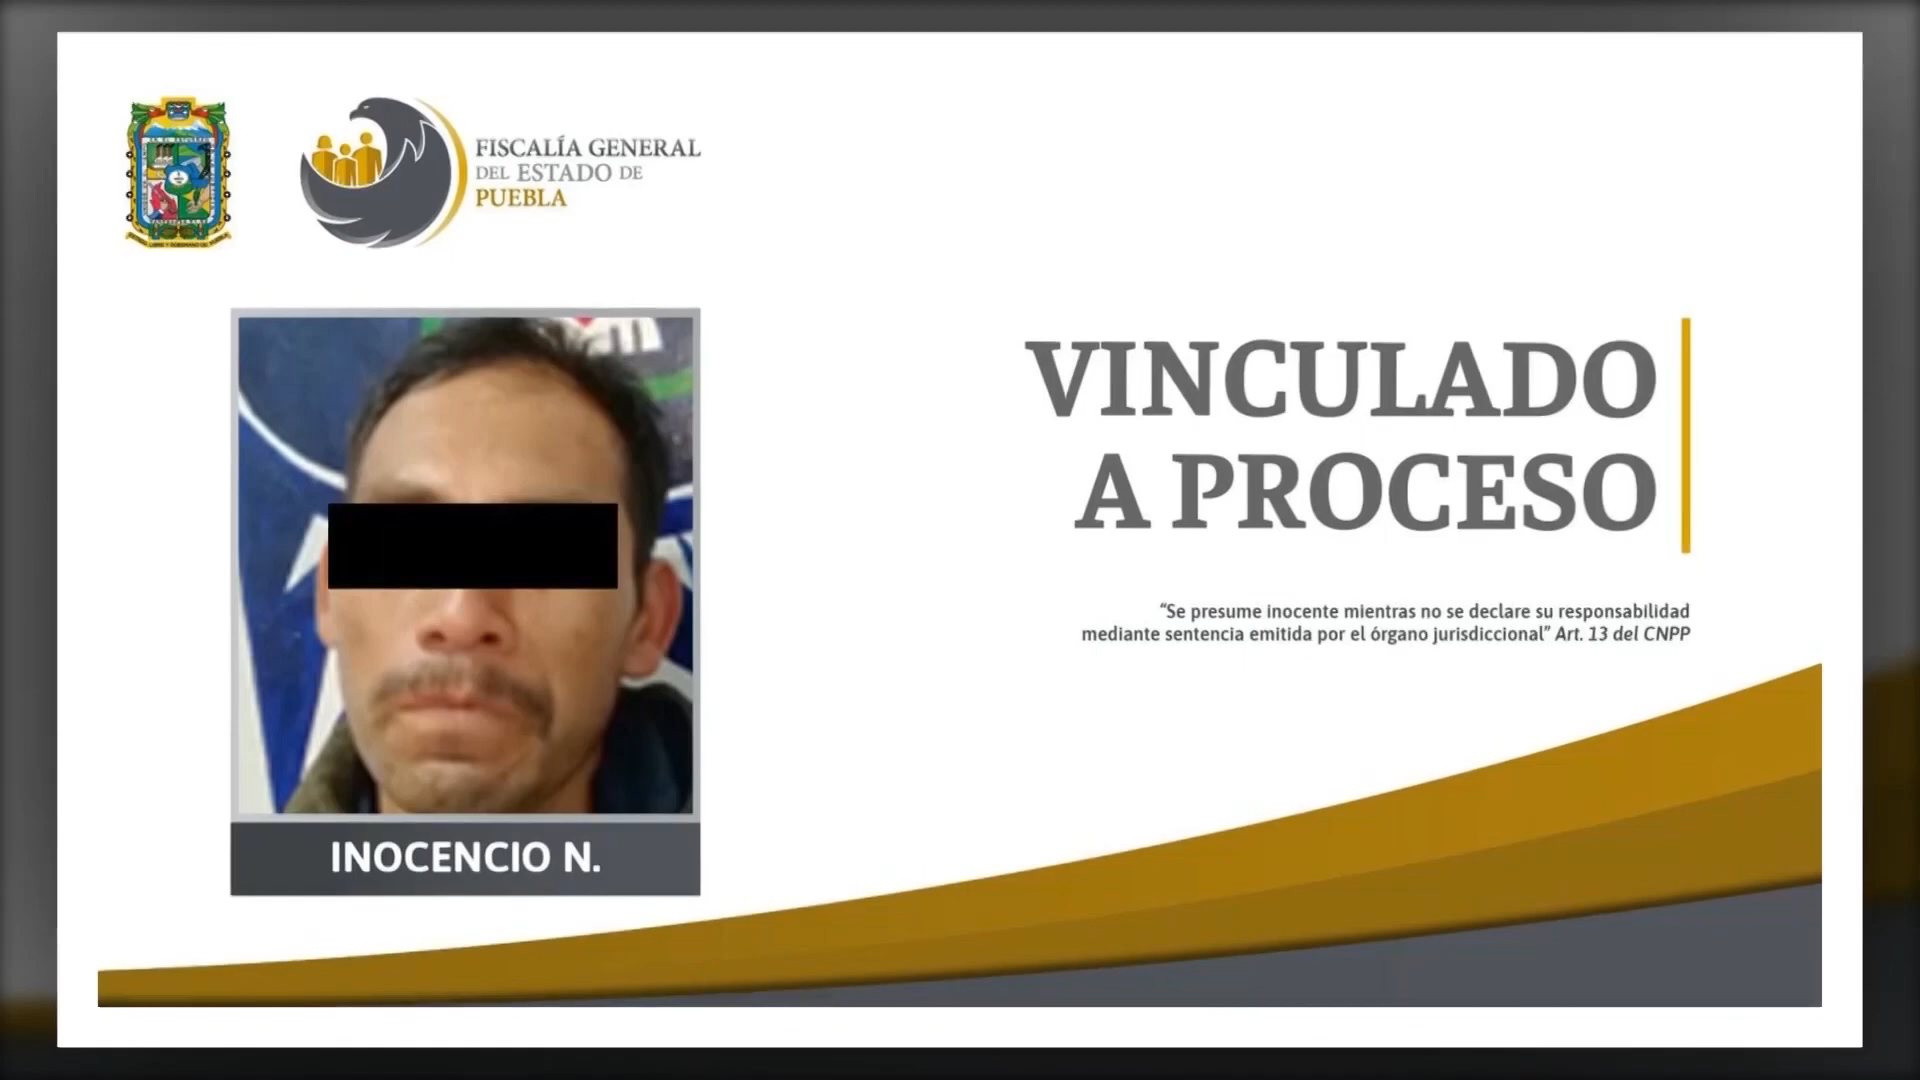 FISCALÍA GENERAL
DEL ESTADO DE
PUEBLA
VINCULADO
A PROCESO
“Se presume inocente mientras no se declare su responsabilidad
mediante sentencia emitida por el órgano jurisdiccional” Art. 13 del CNPP
INOCENCIO N.